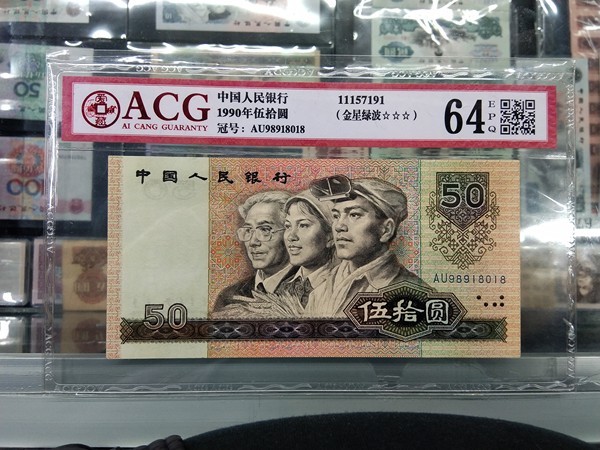 ACG
AI CANG GUARANTY
中国人民银行
1990年伍拾圆
冠号: AU98918018
11157191
(金星绿波☆☆☆)
64
EPQ
中国人民银行
50
AU98918018
50
伍拾圆
50
100